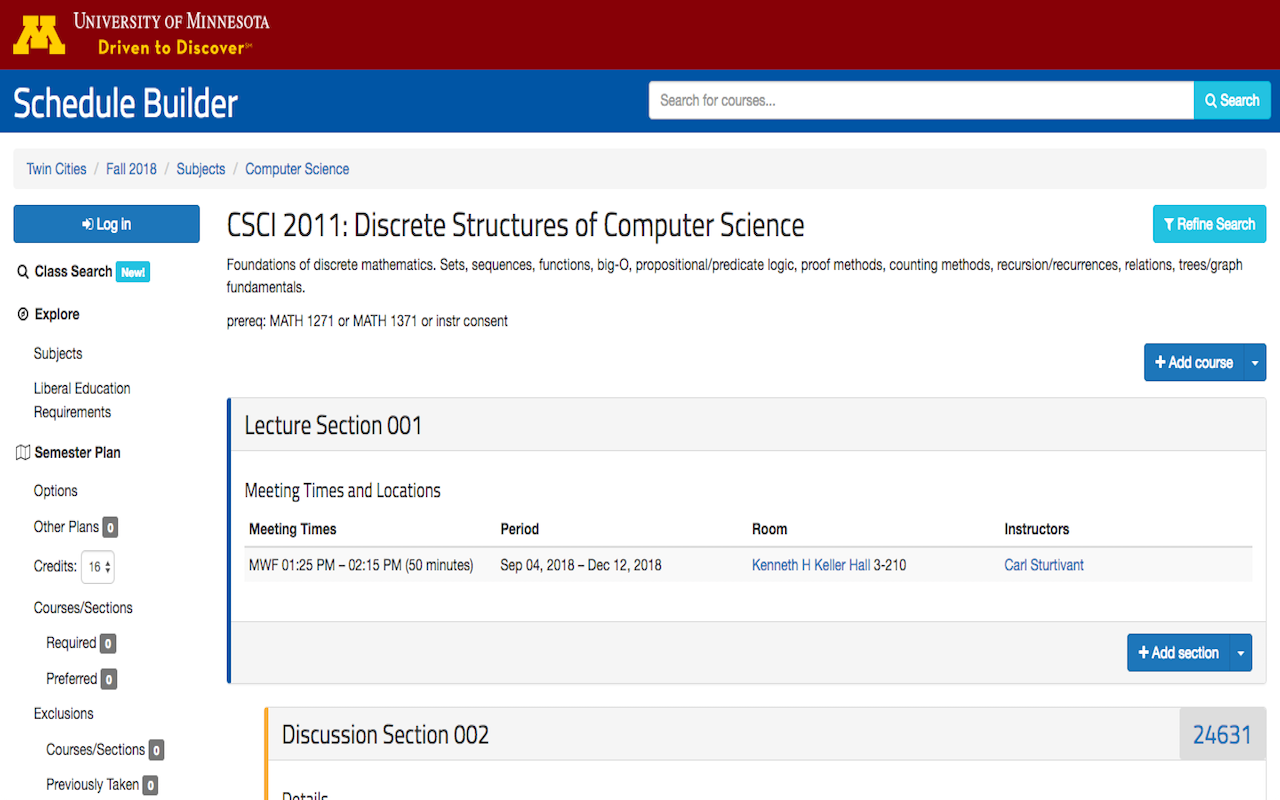 UNIVERSITY OF MINNESOTA
Driven to Discover℠
Schedule Builder
Search for courses...
Search
Twin Cities / Fall 2018 / Subjects / Computer Science
Log in
Class Search New!
Explore
Subjects
Liberal Education
Requirements
Semester Plan
Options
Other Plans 0
Credits: 16
Courses/Sections
Required 0
Preferred 0
Exclusions
Courses/Sections 0
Previously Taken 0
CSCI 2011: Discrete Structures of Computer Science
Refine Search
Foundations of discrete mathematics. Sets, sequences, functions, big-O, propositional/predicate logic, proof methods, counting methods, recursion/recurrences, relations, trees/graph
fundamentals.
prereq: MATH 1271 or MATH 1371 or instr consent
+ Add course
Lecture Section 001
Meeting Times and Locations
Meeting Times Period Room Instructors
MWF 01:25 PM – 02:15 PM (50 minutes) Sep 04, 2018 – Dec 12, 2018 Kenneth H Keller Hall 3-210 Carl Sturtivant
+ Add section
Discussion Section 002 24631
Details